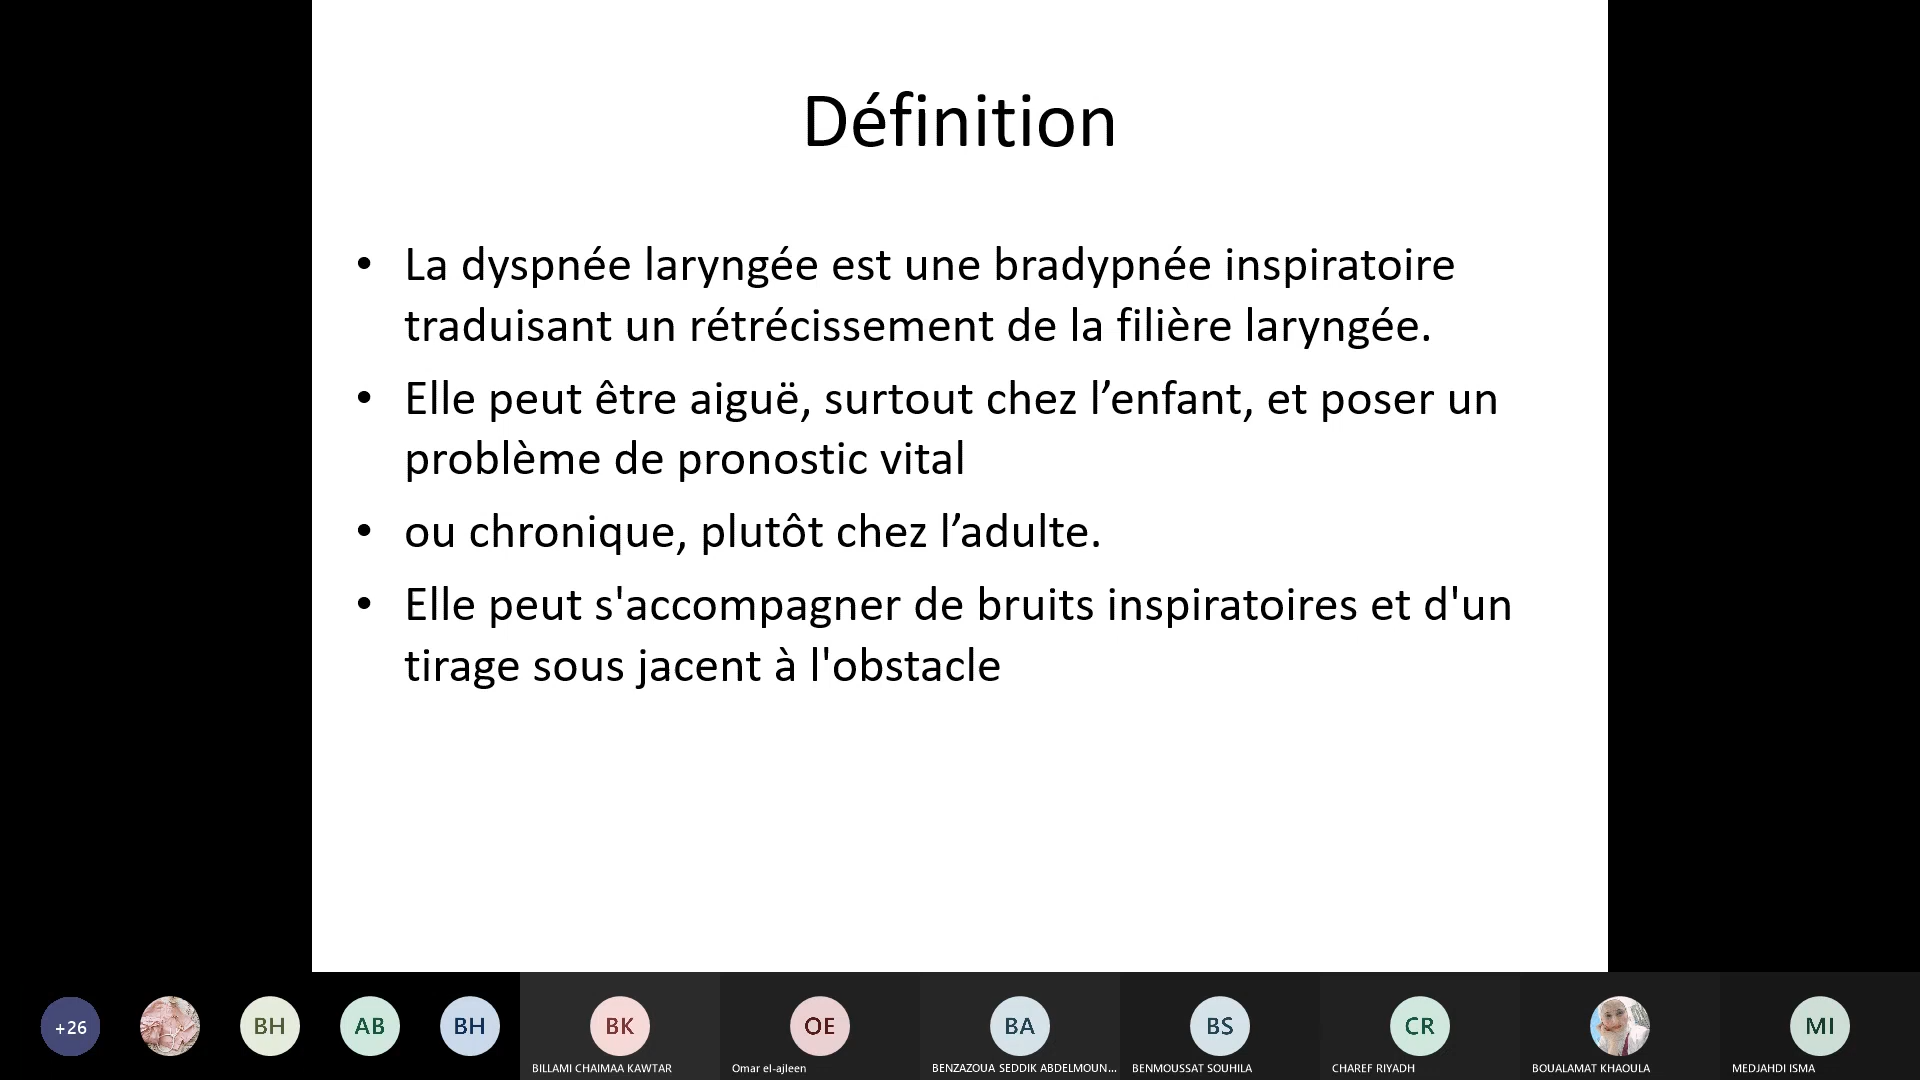 Définition
• La dyspnée laryngée est une bradypnée inspiratoire
traduisant un rétrécissement de la filière laryngée.
• Elle peut être aiguë, surtout chez l’enfant, et poser un
problème de pronostic vital
• ou chronique, plutôt chez l’adulte.
• Elle peut s'accompagner de bruits inspiratoires et d'un
tirage sous jacent à l'obstacle
+26
BH
AB
BH
BK
OE
BA
BS
CR
MI
BILLAMI CHAIMAA KAWTAR
Omar el-ajleen
BENZAZOUA SEDDIK ABDELMOUN...
BENMOUSSAT SOUHILA
CHAREF RIYADH
BOUALAMAT KHAOULA
MEDJAHDI ISMA